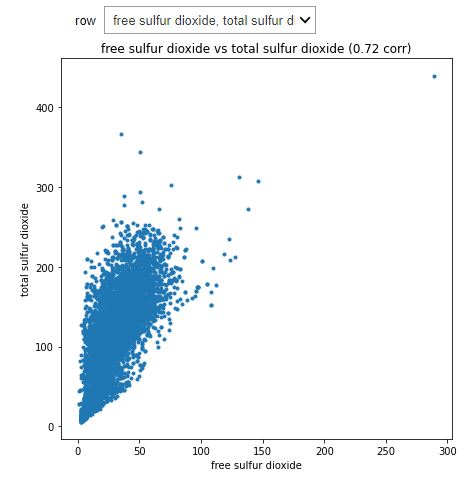 row
free sulfur dioxide, total sulfur d
free sulfur dioxide vs total sulfur dioxide (0.72 corr)
400
300
200
100
0
total sulfur dioxide
0 50 100 150 200 250 300
free sulfur dioxide